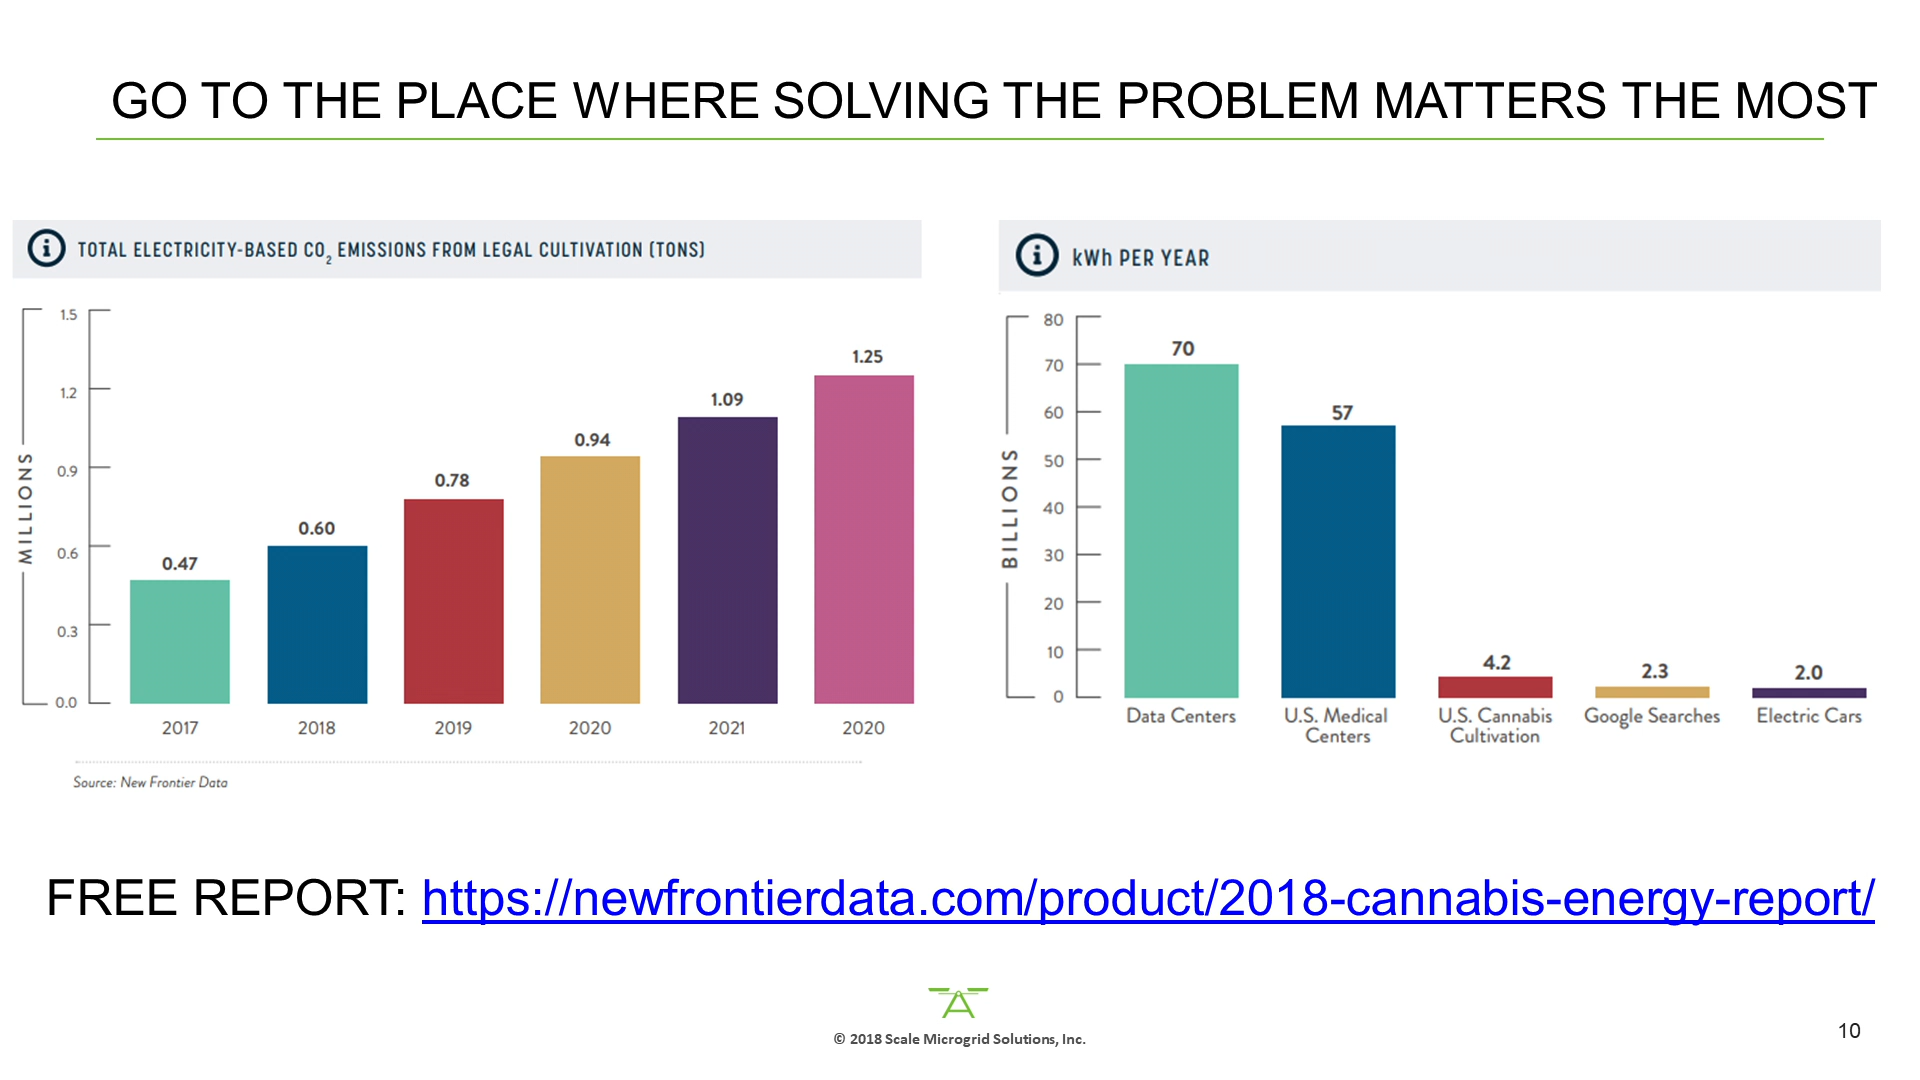 GO TO THE PLACE WHERE SOLVING THE PROBLEM MATTERS THE MOST
TOTAL ELECTRICITY-BASED CO2 EMISSIONS FROM LEGAL CULTIVATION (TONS)
MILLIONS
1.5
1.2
0.9
0.6
0.3
0.0
0.47
0.60
0.78
0.94
1.09
1.25
2017
2018
2019
2020
2021
2020
Source: New Frontier Data
kWh PER YEAR
BILLIONS
80
70
60
50
40
30
20
10
0
70
57
4.2
2.3
2.0
Data Centers
U.S. Medical
Centers
U.S. Cannabis
Cultivation
Google Searches
Electric Cars
FREE REPORT: https://newfrontierdata.com/product/2018-cannabis-energy-report/
© 2018 Scale Microgrid Solutions, Inc.
10